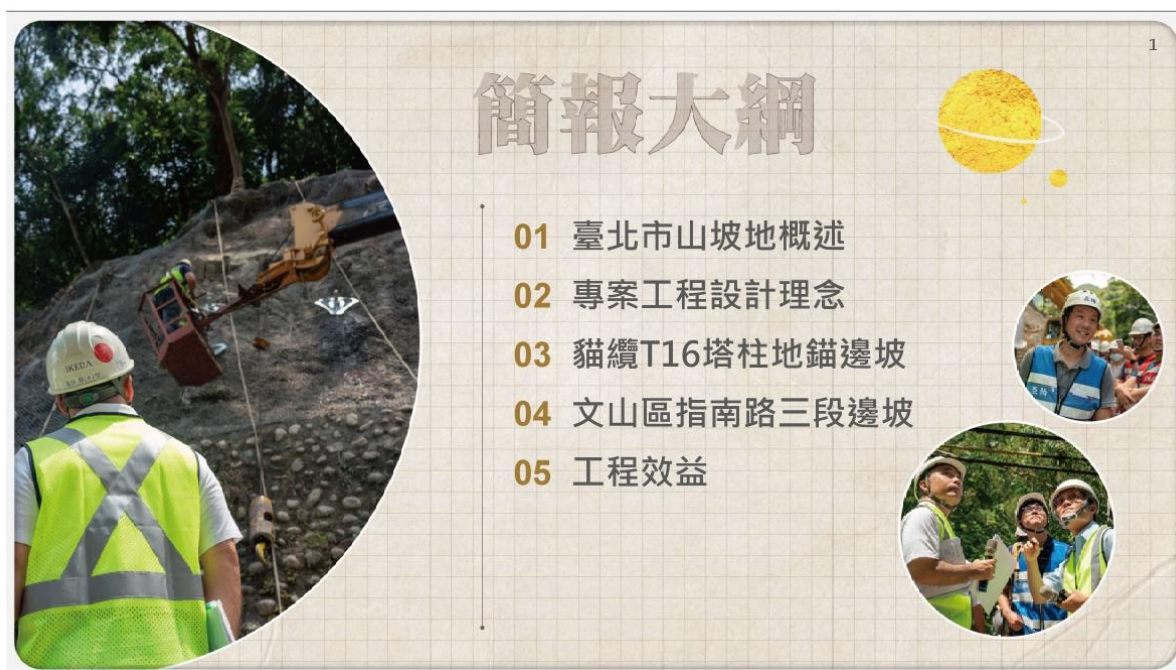 1
簡報大綱
01 臺北市山坡地概述
02 專案工程設計理念
03 貓纜T16塔柱地錨邊坡
04 文山區指南路三段邊坡
05 工程效益
IKEDA